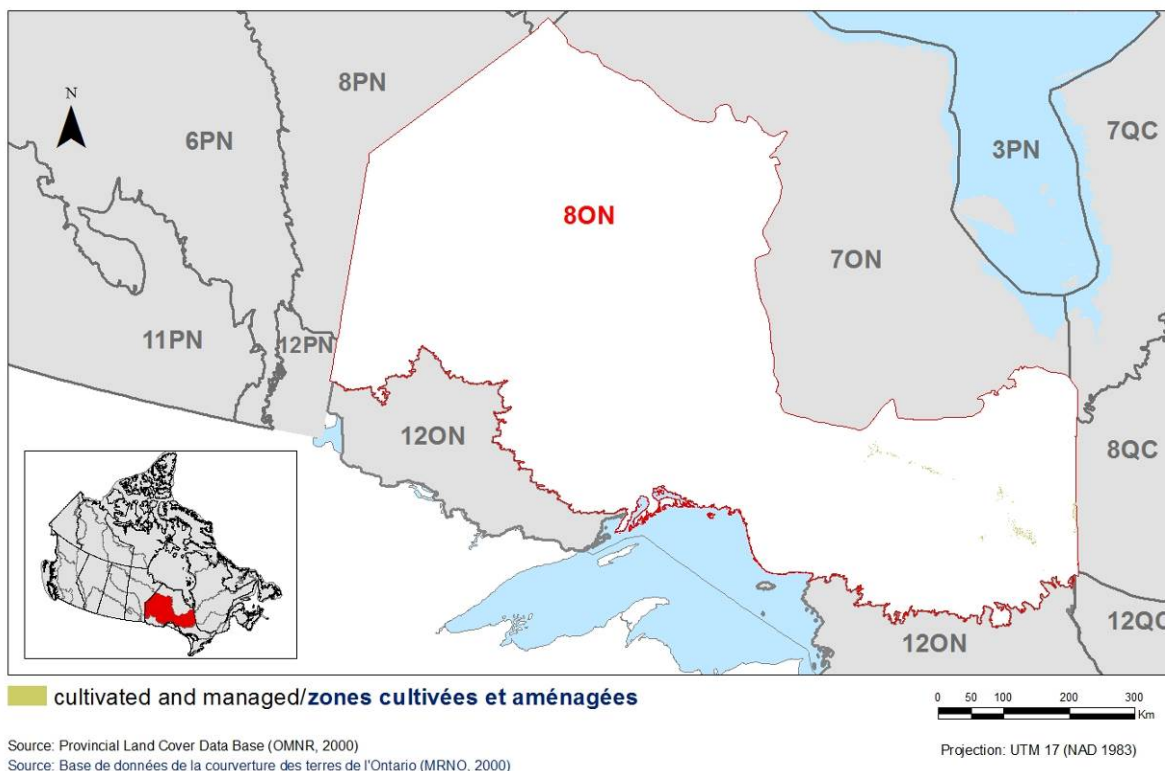 8PN
7QC
6PN
3PN
N
8ON
7ON
11PN
12PN
12ON
8QC
12QC
12ON
cultivated and managed/zones cultivées et aménagées
0 50 100 200 300
Km
Source: Provincial Land Cover Data Base (OMNR, 2000)
Projection: UTM 17 (NAD 1983)
Source: Base de données de la courverture des terres de l'Ontario (MRNO, 2000)